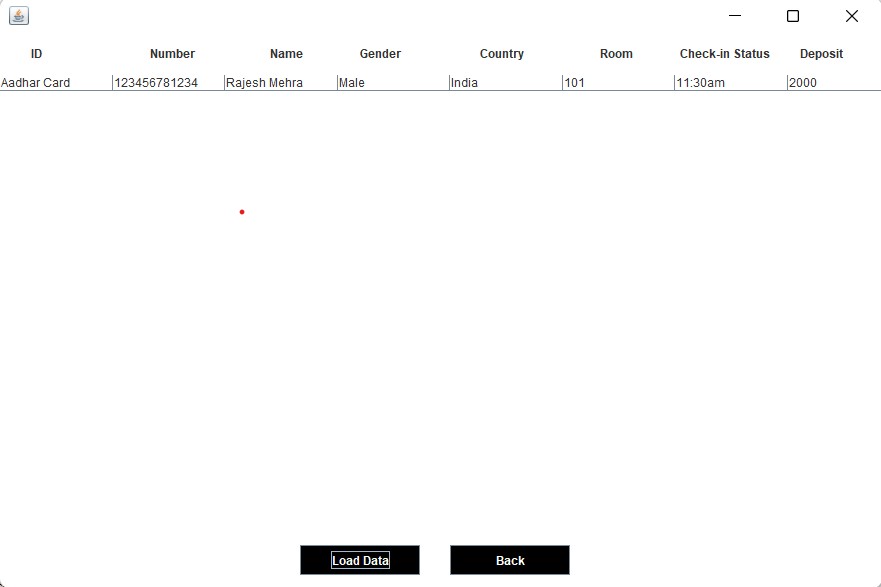 ID Number Name Gender Country Room Check-in Status Deposit
Aadhar Card 123456781234 Rajesh Mehra Male India 101 11:30am 2000
Load Data Back